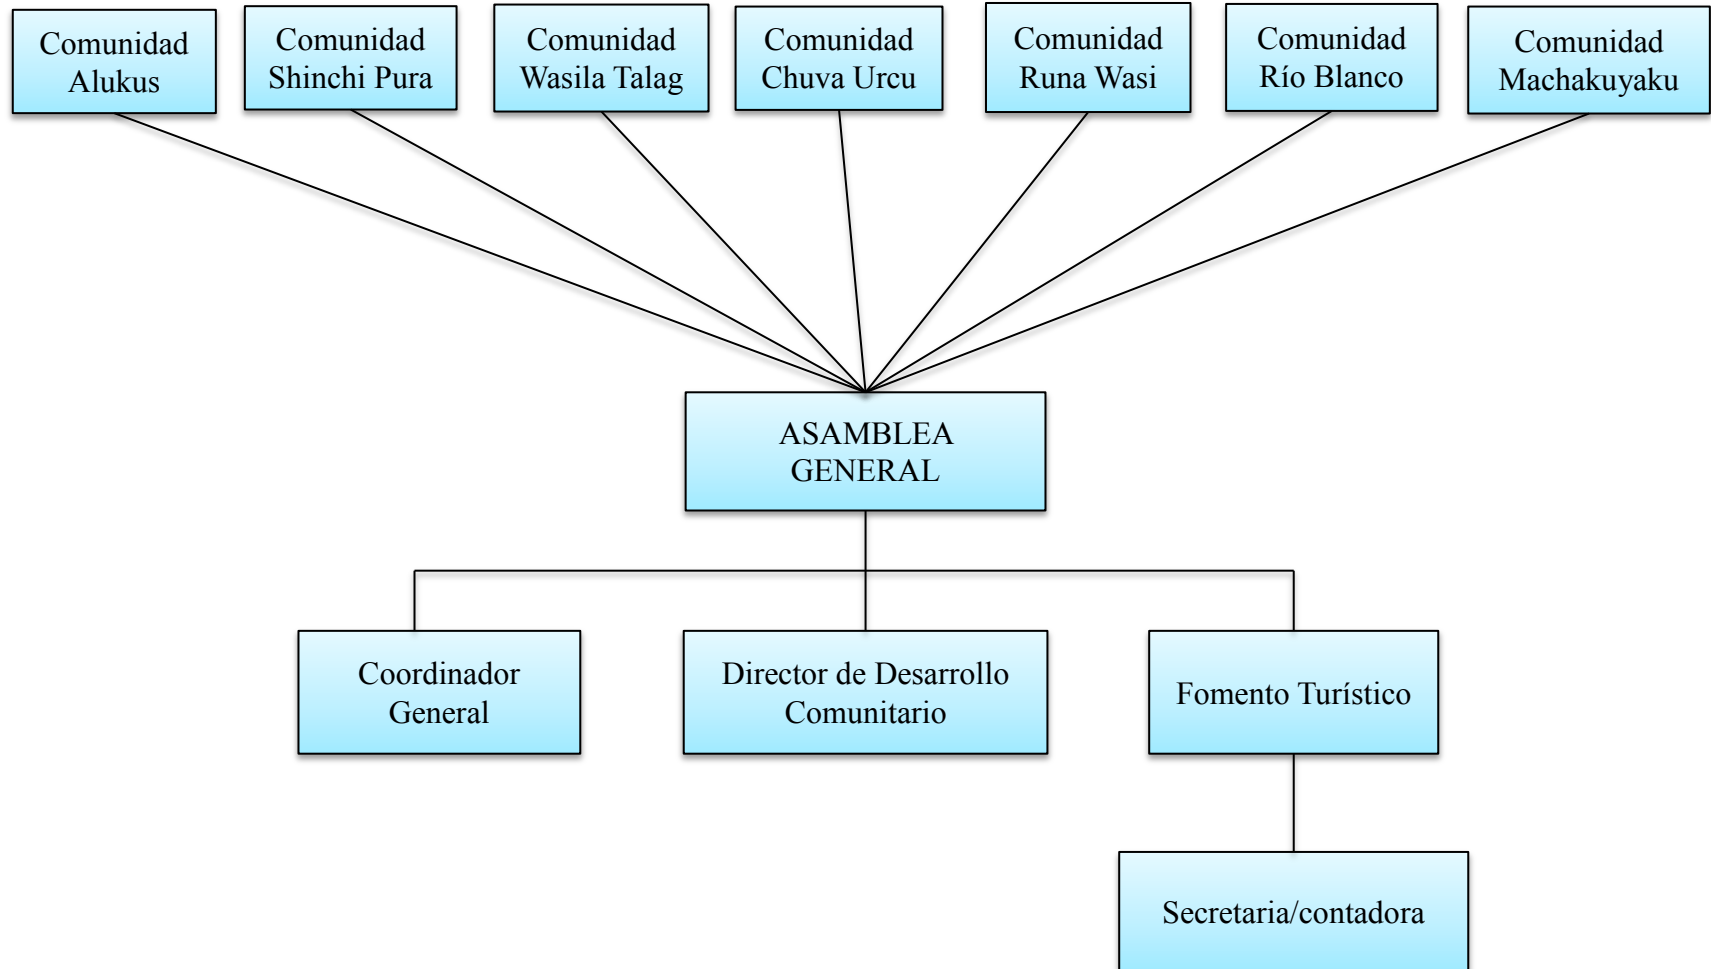 Comunidad
Alukus
Comunidad
Shinchi Pura
Comunidad
Wasila Talag
Comunidad
Chuva Urcu
Comunidad
Runa Wasi
Comunidad
Río Blanco
Comunidad
Machakuyaku
ASAMBLEA
GENERAL
Coordinador
General
Director de Desarrollo
Comunitario
Fomento Turístico
Secretaria/contadora